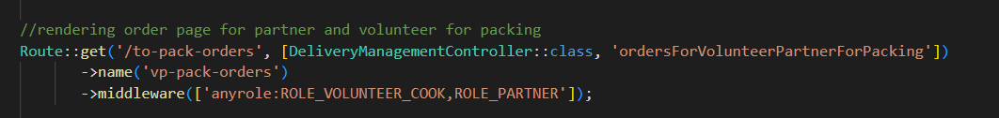 //rendering order page for partner and volunteer for packing
Route::get('/to-pack-orders', [DeliveryManagementController::class, 'ordersForVolunteerPartnerForPacking'])
->name('vp-pack-orders')
->middleware(['anyrole:ROLE_VOLUNTEER_COOK,ROLE_PARTNER']);